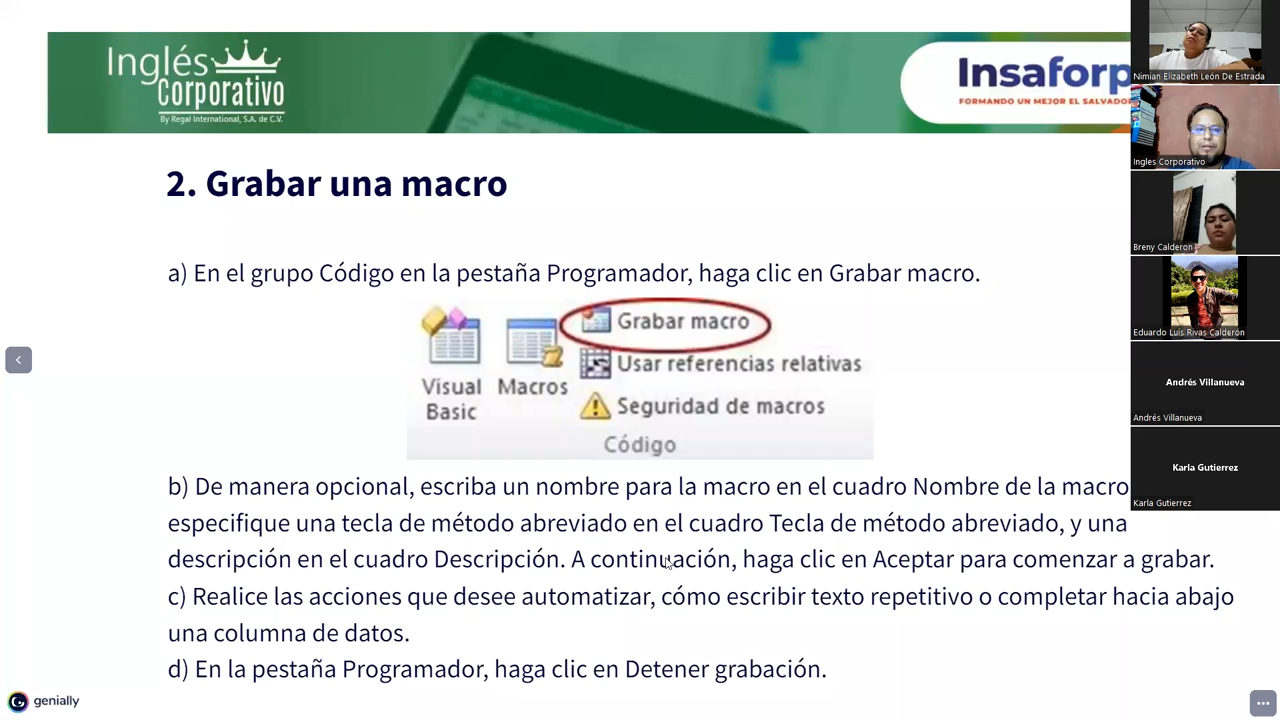 Inglés
Corporativo
By Regal International, S.A. de C.V.
Insaforp
FORMANDO UN MEJOR EL SALVADOR
2. Grabar una macro
a) En el grupo Código en la pestaña Programador, haga clic en Grabar macro.
Visual
Basic
Macros
Grabar macro
Usar referencias relativas
Seguridad de macros
Código
b) De manera opcional, escriba un nombre para la macro en el cuadro Nombre de la macro
especifique una tecla de método abreviado en el cuadro Tecla de método abreviado, y una
descripción en el cuadro Descripción. A continuación, haga clic en Aceptar para comenzar a grabar.
c) Realice las acciones que desee automatizar, cómo escribir texto repetitivo o completar hacia abajo
una columna de datos.
d) En la pestaña Programador, haga clic en Detener grabación.
genially
Nimian Elizabeth León De Estrada
Ingles Corporativo
Breny Calderon
Eduardo Luis Rivas Calderón
Andrés Villanueva
Andrés Villanueva
Karla Gutierrez
Karla Gutierrez